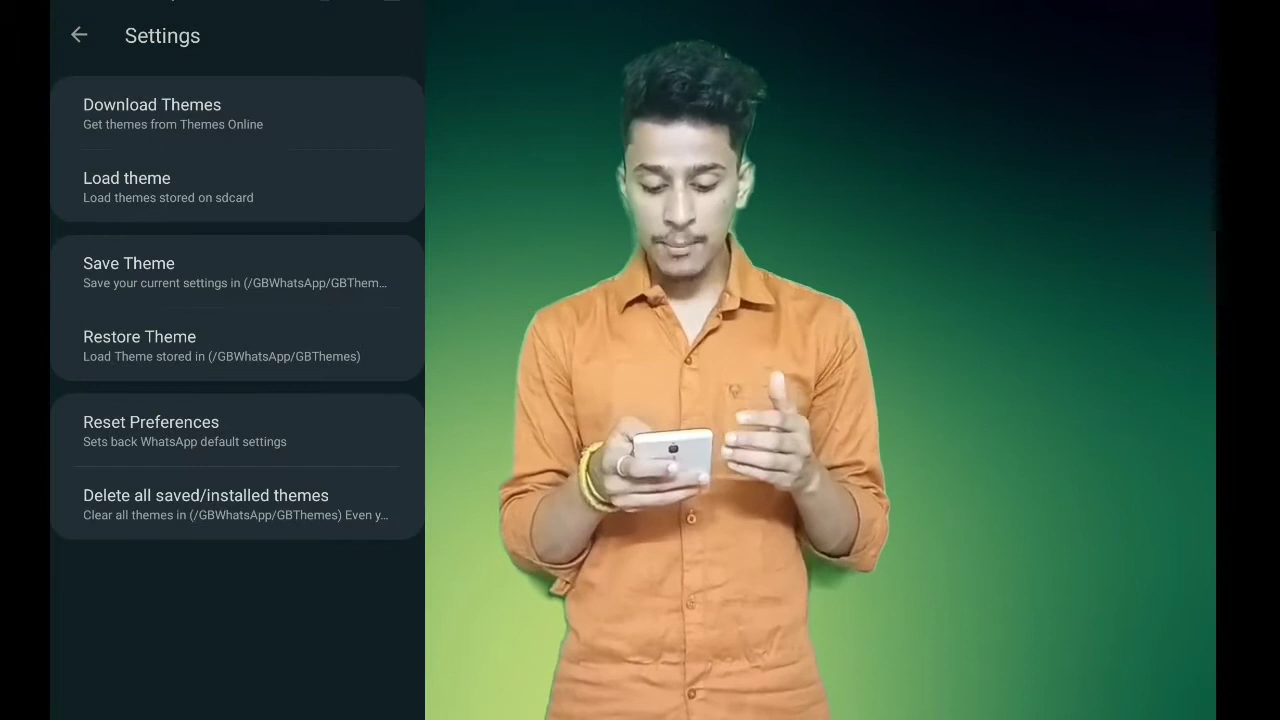 Settings
Download Themes
Get themes from Themes Online
Load theme
Load themes stored on sdcard
Save Theme
Save your current settings in (/GBWhatsApp/GBThem...
Restore Theme
Load Theme stored in (/GBWhatsApp/GBThemes)
Reset Preferences
Sets back WhatsApp default settings
Delete all saved/installed themes
Clear all themes in (/GBWhatsApp/GBThemes) Even y...